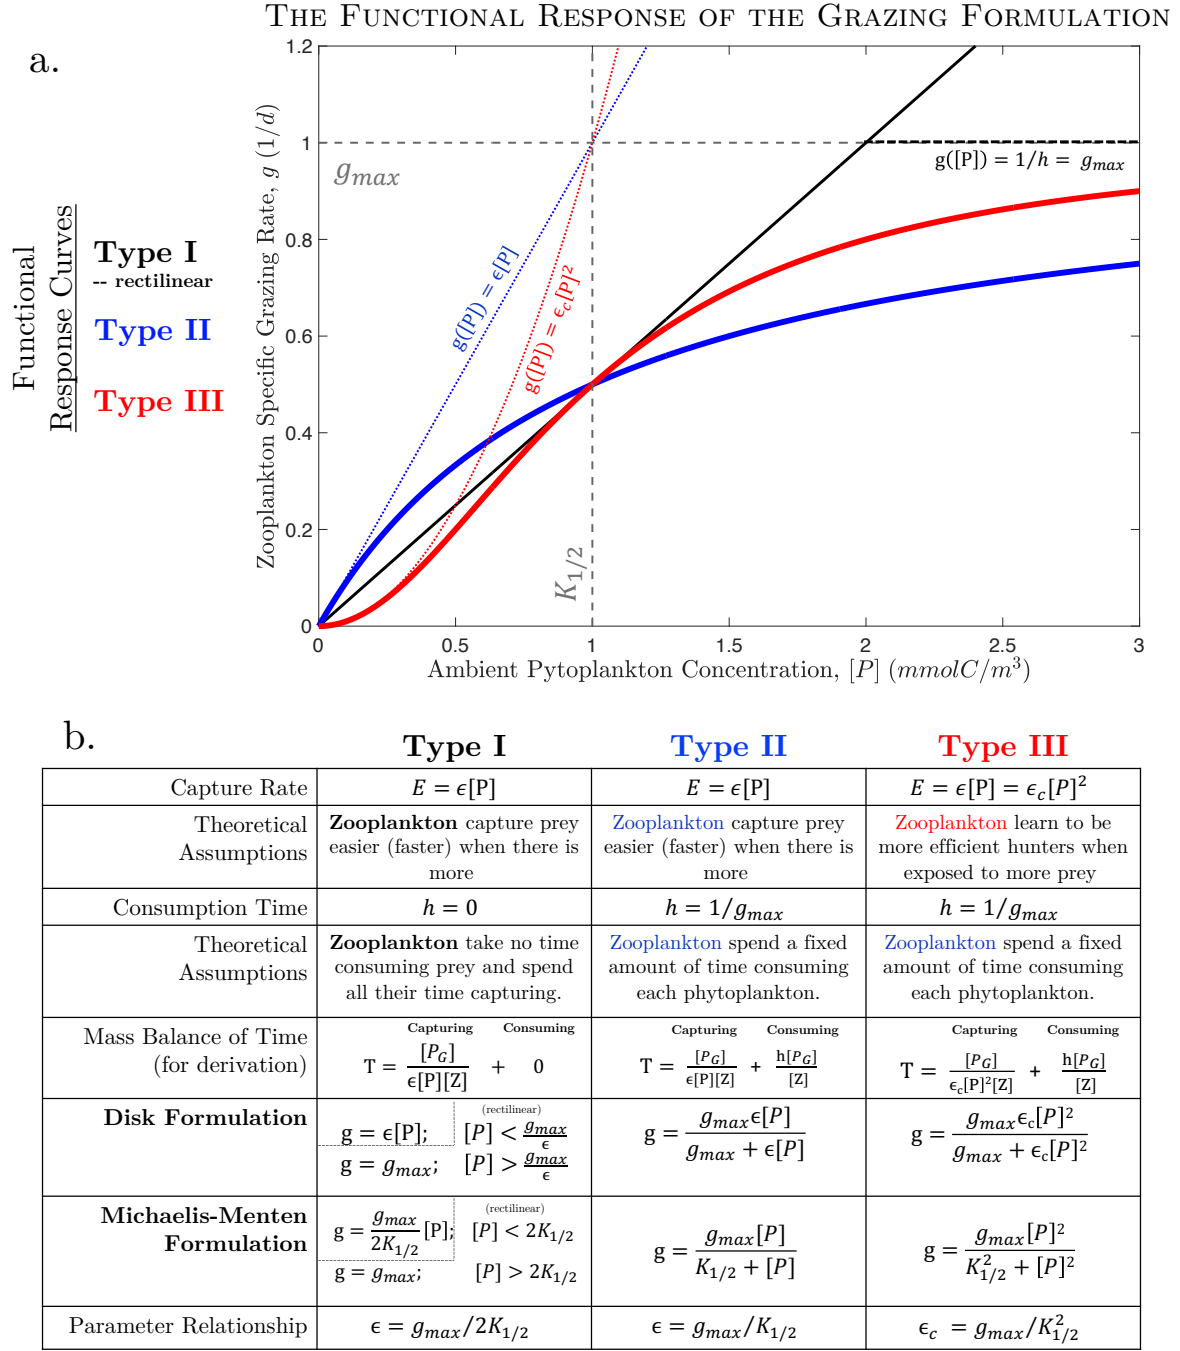 THE FUNCTIONAL RESPONSE OF THE GRAZING FORMULATION
a.
Functional
Response Curves
Type I
-- rectilinear
Type II
Type III
Zooplankton Specific Grazing Rate, g (1/d)
1.2
1
0.8
0.6
0.4
0.2
0
g_max
g([P]) = 1/h = g_max
g([P]) = ϵ[P]
g([P]) = ϵ_c[P]²
K_1/2
0 0.5 1 1.5 2 2.5 3
Ambient Pytoplankton Concentration, [P] (mmolC/m³)
b.
Type I Type II Type III
Capture Rate E = ϵ[P] E = ϵ[P] E = ϵ[P] = ϵ_c[P]²
Theoretical Assumptions
Zooplankton capture prey
easier (faster) when there is
more
Zooplankton capture prey
easier (faster) when there is
more
Zooplankton learn to be
more efficient hunters when
exposed to more prey
Consumption Time h = 0 h = 1/g_max h = 1/g_max
Theoretical
Assumptions
Zooplankton take no time
consuming prey and spend
all their time capturing.
Zooplankton spend a fixed
amount of time consuming
each phytoplankton.
Zooplankton spend a fixed
amount of time consuming
each phytoplankton.
Mass Balance of Time
(for derivation)
Capturing Consuming
T = [P_G] / ϵ[P][Z] + 0
Capturing Consuming
T = [P_G] / ϵ[P][Z] + h[P_G] / [Z]
Capturing Consuming
T = [P_G] / ϵ_c[P]²[Z] + h[P_G] / [Z]
Disk Formulation
(rectilinear)
g = ϵ[P]; [P] < g_max / ϵ
g = g_max; [P] > g_max / ϵ
g = g_max ϵ[P] / g_max + ϵ[P]
g = g_max ϵ_c[P]² / g_max + ϵ_c[P]²
Michaelis-Menten
Formulation
(rectilinear)
g = g_max / 2K_1/2 [P]; [P] < 2K_1/2
g = g_max; [P] > 2K_1/2
g = g_max[P] / K_1/2 + [P]
g = g_max[P]² / K²_1/2 + [P]²
Parameter Relationship ϵ = g_max/2K_1/2 ϵ = g_max/K_1/2 ϵ_c = g_max/K²_1/2